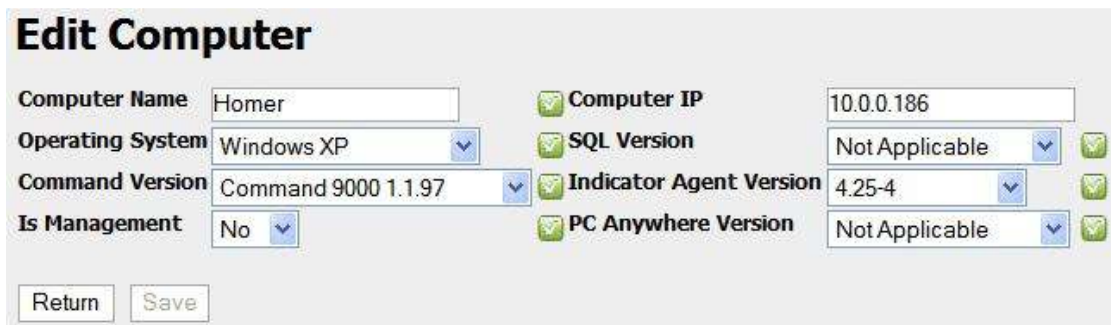 Edit Computer
Computer Name Homer Computer IP 10.0.0.186
Operating System Windows XP SQL Version Not Applicable
Command Version Command 9000 1.1.97 Indicator Agent Version 4.25-4
Is Management No PC Anywhere Version Not Applicable
Return Save